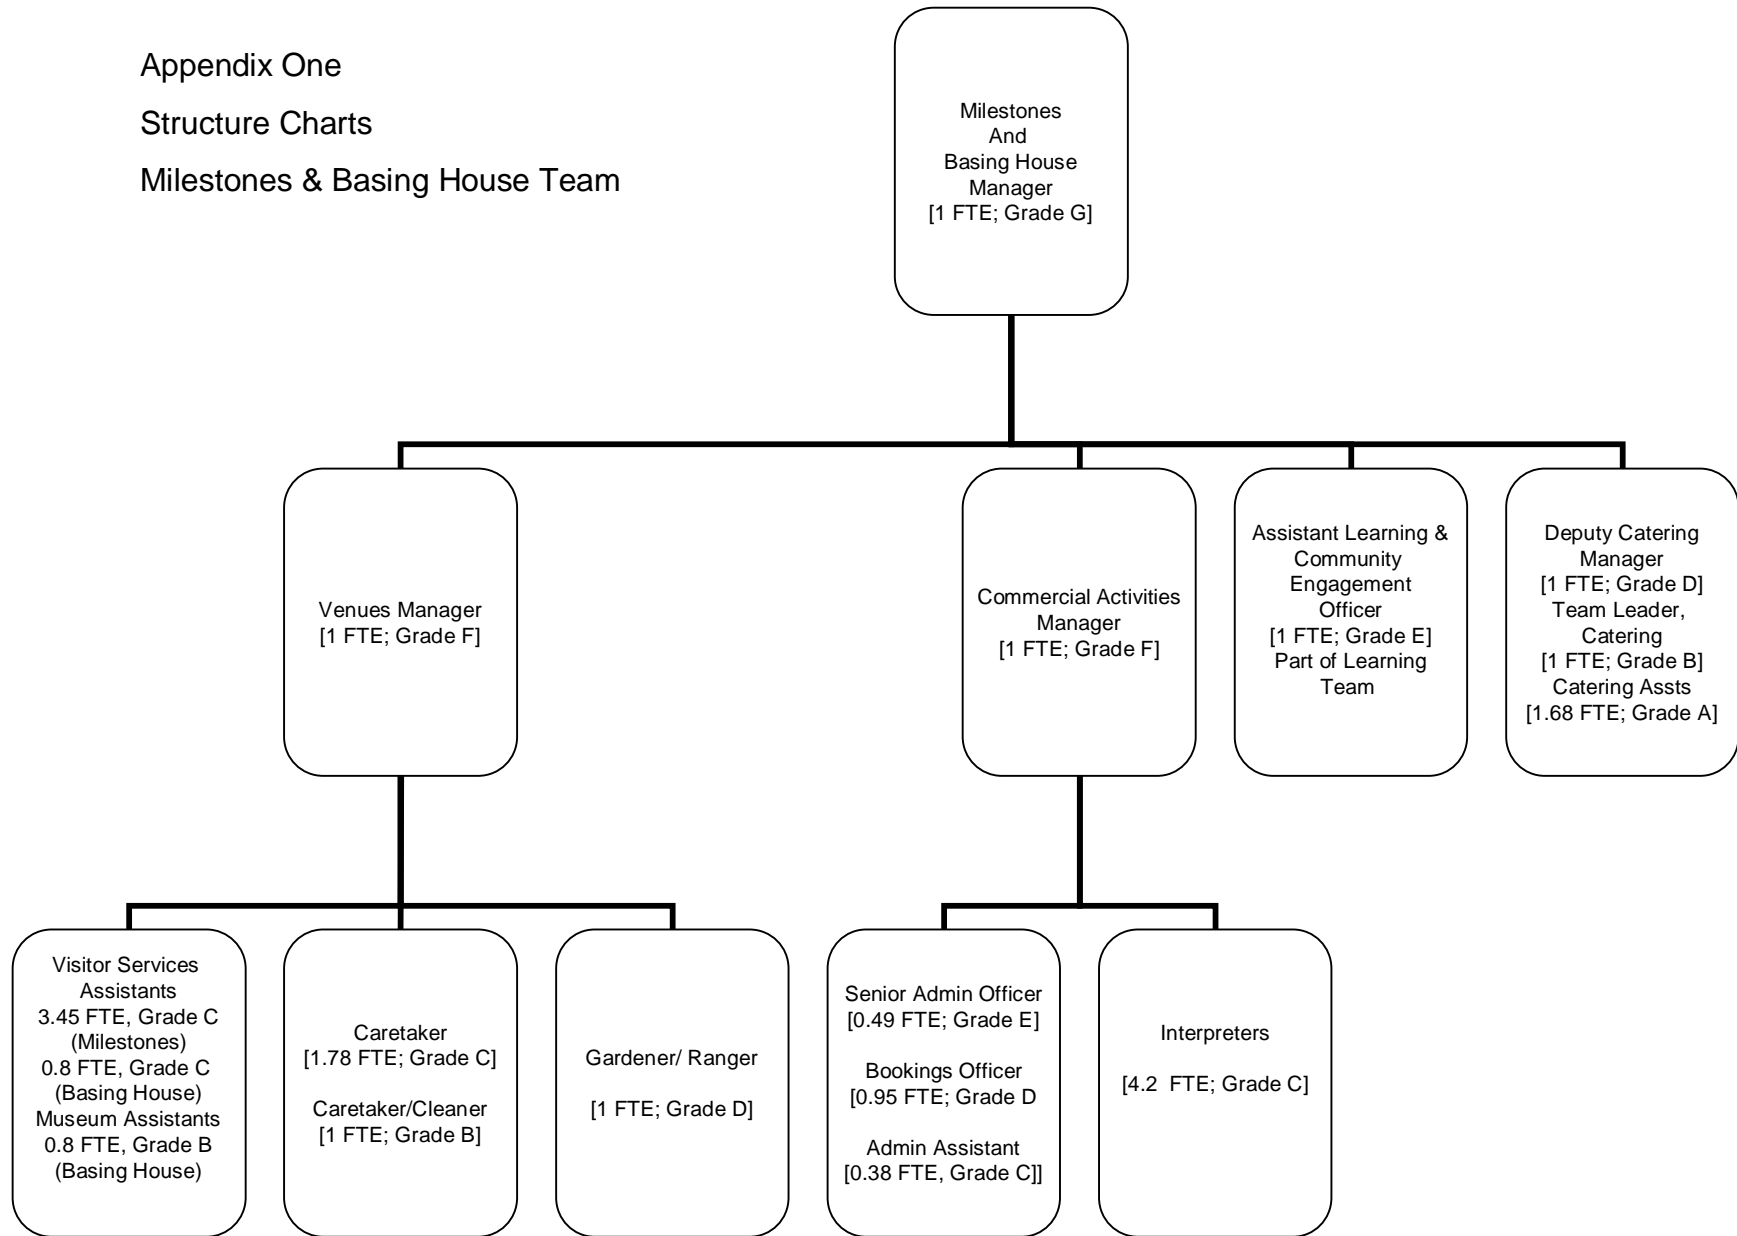 Appendix One
Structure Charts
Milestones & Basing House Team
Milestones
And
Basing House
Manager
[1 FTE; Grade G]
Venues Manager
[1 FTE; Grade F]
Commercial Activities
Manager
[1 FTE; Grade F]
Assistant Learning &
Community
Engagement
Officer
[1 FTE; Grade E]
Part of Learning
Team
Deputy Catering
Manager
[1 FTE; Grade D]
Team Leader,
Catering
[1 FTE; Grade B]
Catering Assts
[1.68 FTE; Grade A]
Visitor Services
Assistants
3.45 FTE, Grade C
(Milestones)
0.8 FTE, Grade C
(Basing House)
Museum Assistants
0.8 FTE, Grade B
(Basing House)
Caretaker
[1.78 FTE; Grade C]
Caretaker/Cleaner
[1 FTE; Grade B]
Gardener/ Ranger
[1 FTE; Grade D]
Senior Admin Officer
[0.49 FTE; Grade E]
Bookings Officer
[0.95 FTE; Grade D
Admin Assistant
[0.38 FTE, Grade C]]
Interpreters
[4.2  FTE; Grade C]